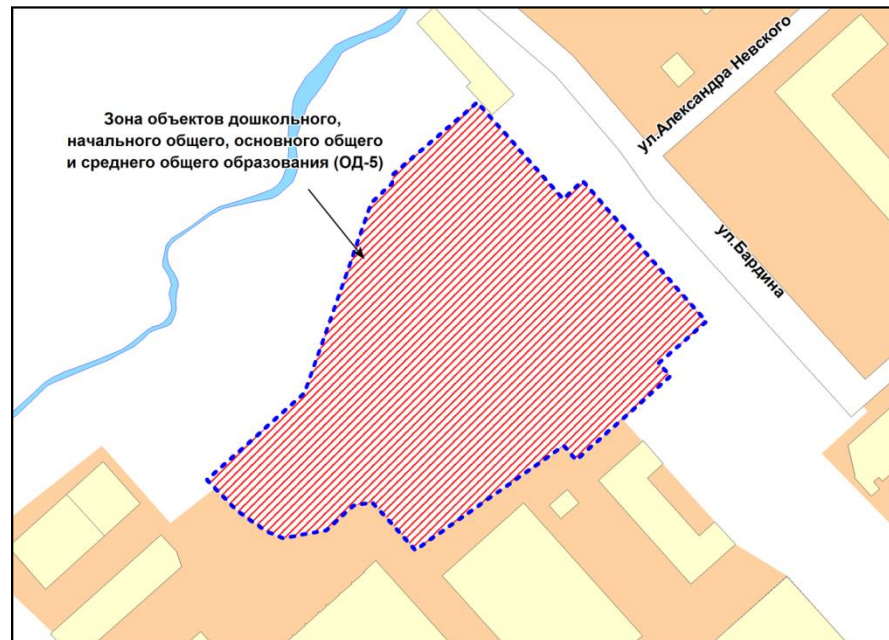 Зона объектов дошкольного,
начального общего, основного общего
и среднего общего образования (ОД-5)
ул.Александра Невского
ул.Бардина